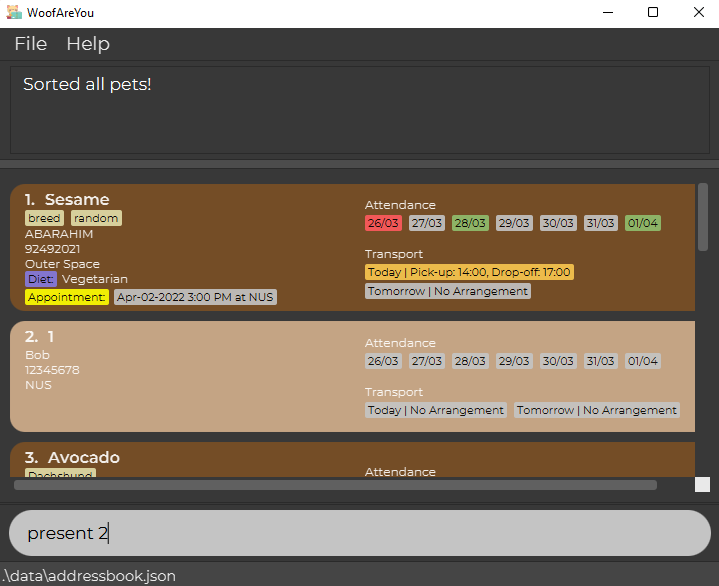 WoofAreYou
File Help
Sorted all pets!
1. Sesame
breed random
ABARAHIM
92492021
Outer Space
Diet: Vegetarian
Appointment: Apr-02-2022 3:00 PM at NUS
Attendance
26/03 27/03 28/03 29/03 30/03 31/03 01/04
Transport
Today | Pick-up: 14:00, Drop-off: 17:00
Tomorrow | No Arrangement
2. 1
Bob
12345678
NUS
Attendance
26/03 27/03 28/03 29/03 30/03 31/03 01/04
Transport
Today | No Arrangement Tomorrow | No Arrangement
3. Avocado
Dachshund
Attendance
present 2
.\data\addressbook.json